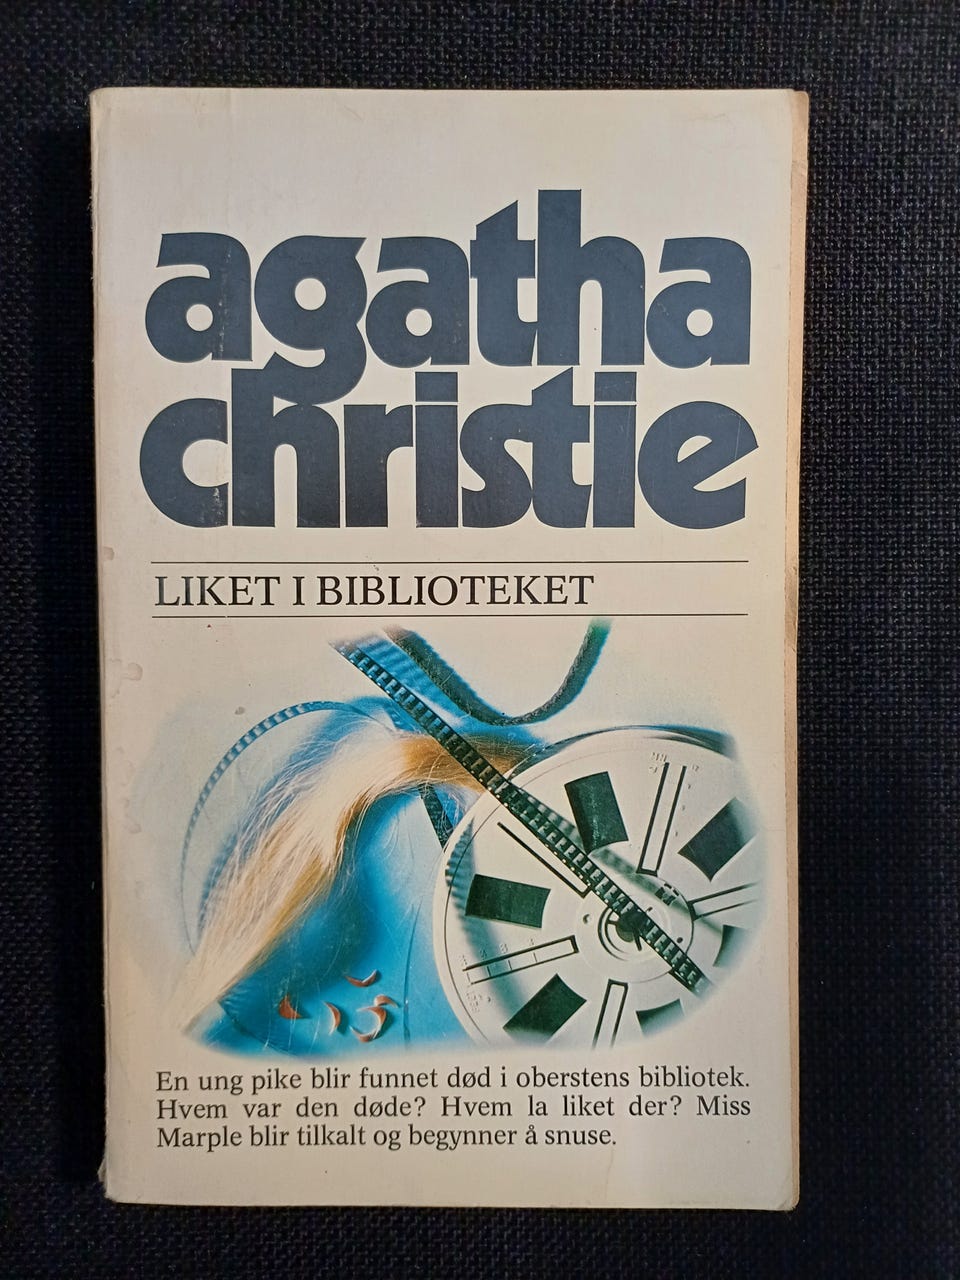 agatha
christie
LIKET I BIBLIOTEKET
En ung pike blir funnet død i oberstens bibliotek.
Hvem var den døde? Hvem la liket der? Miss
Marple blir tilkalt og begynner å snuse.